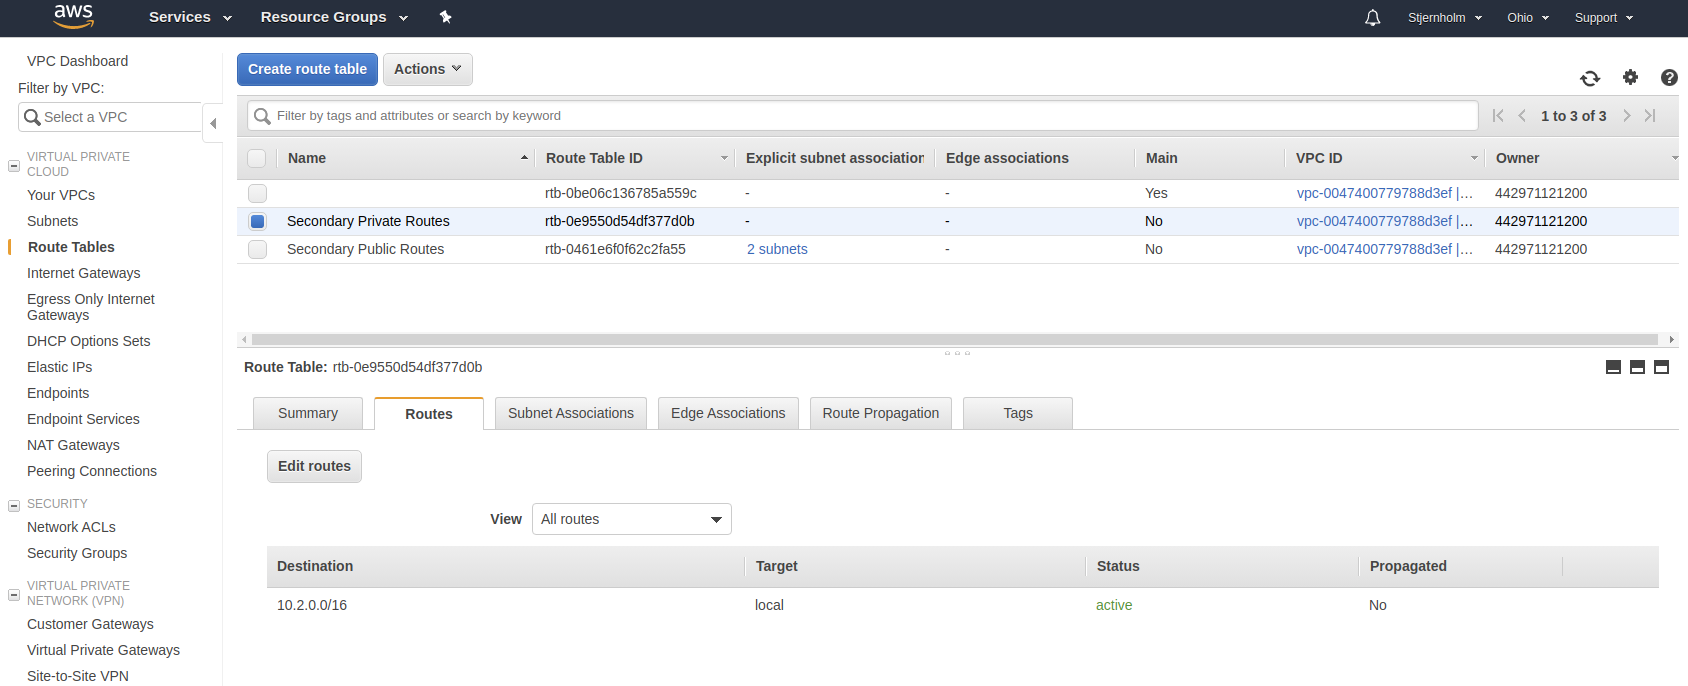 aws Services Resource Groups Stjernholm Ohio Support
VPC Dashboard
Filter by VPC:
Select a VPC
VIRTUAL PRIVATE
CLOUD
Your VPCs
Subnets
Route Tables
Internet Gateways
Egress Only Internet
Gateways
DHCP Options Sets
Elastic IPs
Endpoints
Endpoint Services
NAT Gateways
Peering Connections
SECURITY
Network ACLs
Security Groups
VIRTUAL PRIVATE
NETWORK (VPN)
Customer Gateways
Virtual Private Gateways
Site-to-Site VPN
Create route table Actions
Filter by tags and attributes or search by keyword 1 to 3 of 3
Name Route Table ID Explicit subnet association Edge associations Main VPC ID Owner
rtb-0be06c136785a559c - - Yes vpc-0047400779788d3ef |... 442971121200
Secondary Private Routes rtb-0e9550d54df377d0b - - No vpc-0047400779788d3ef |... 442971121200
Secondary Public Routes rtb-0461e6f0f62c2fa55 2 subnets - No vpc-0047400779788d3ef |... 442971121200
Route Table: rtb-0e9550d54df377d0b
Summary Routes Subnet Associations Edge Associations Route Propagation Tags
Edit routes
View All routes
Destination Target Status Propagated
10.2.0.0/16 local active No